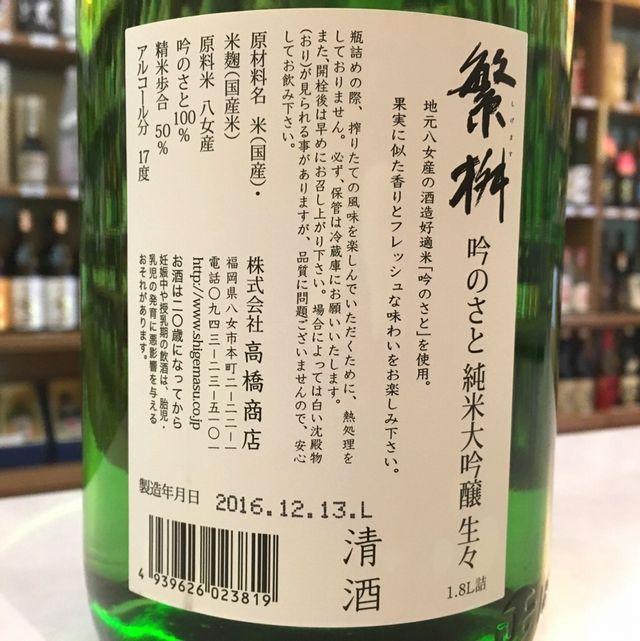 繁桝
しげます
吟のさと 純米大吟醸 生々
1.8L詰
地元八女産の酒造好適米「吟のさと」を使用。
果実に似た香りとフレッシュな味わいをお楽しみ下さい。
瓶詰めの際、搾りたての風味を楽しんでいただくために、熱処理を
しておりません。必ず、保管は冷蔵庫にお願いいたします。
また、開栓後は早めにお召し上がり下さい。場合によっては白い沈殿物
(おり)が見られる事がありますが、品質に問題ございませんので、安心
してお飲み下さい。
原材料名 米(国産)・
米麹(国産米)
原料米 八女産
吟のさと100%
精米歩合 50%
アルコール分 17度
株式会社 高橋商店
福岡県八女市本町二ー二二ー一
電話〇九四三ー二三ー五一〇一
http://www.shigemasu.co.jp
お酒は二〇歳になってから
妊娠中や授乳期の飲酒は、胎児・
乳児の発育に悪影響を与える
おそれがあります。
製造年月日 2016.12.13.L
清酒
4 939626 023819